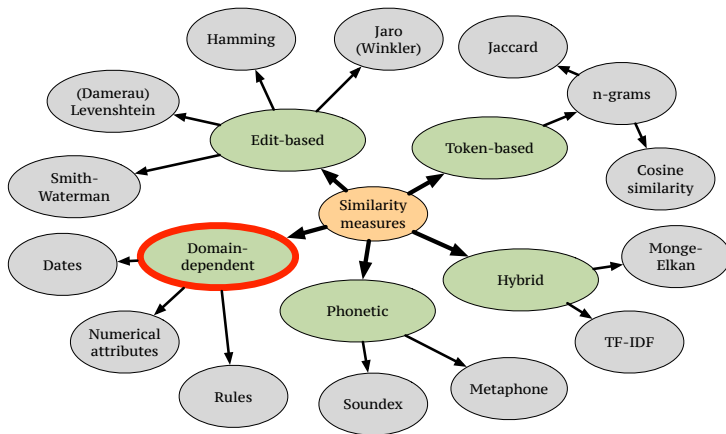 Hamming
Jaro
(Winkler)
Jaccard
(Damerau)
Levenshtein
n-grams
Edit-based
Token-based
Smith-
Waterman
Cosine
similarity
Similarity
measures
Domain-
dependent
Dates
Monge-
Elkan
Hybrid
Phonetic
Numerical
attributes
TF-IDF
Rules
Soundex
Metaphone